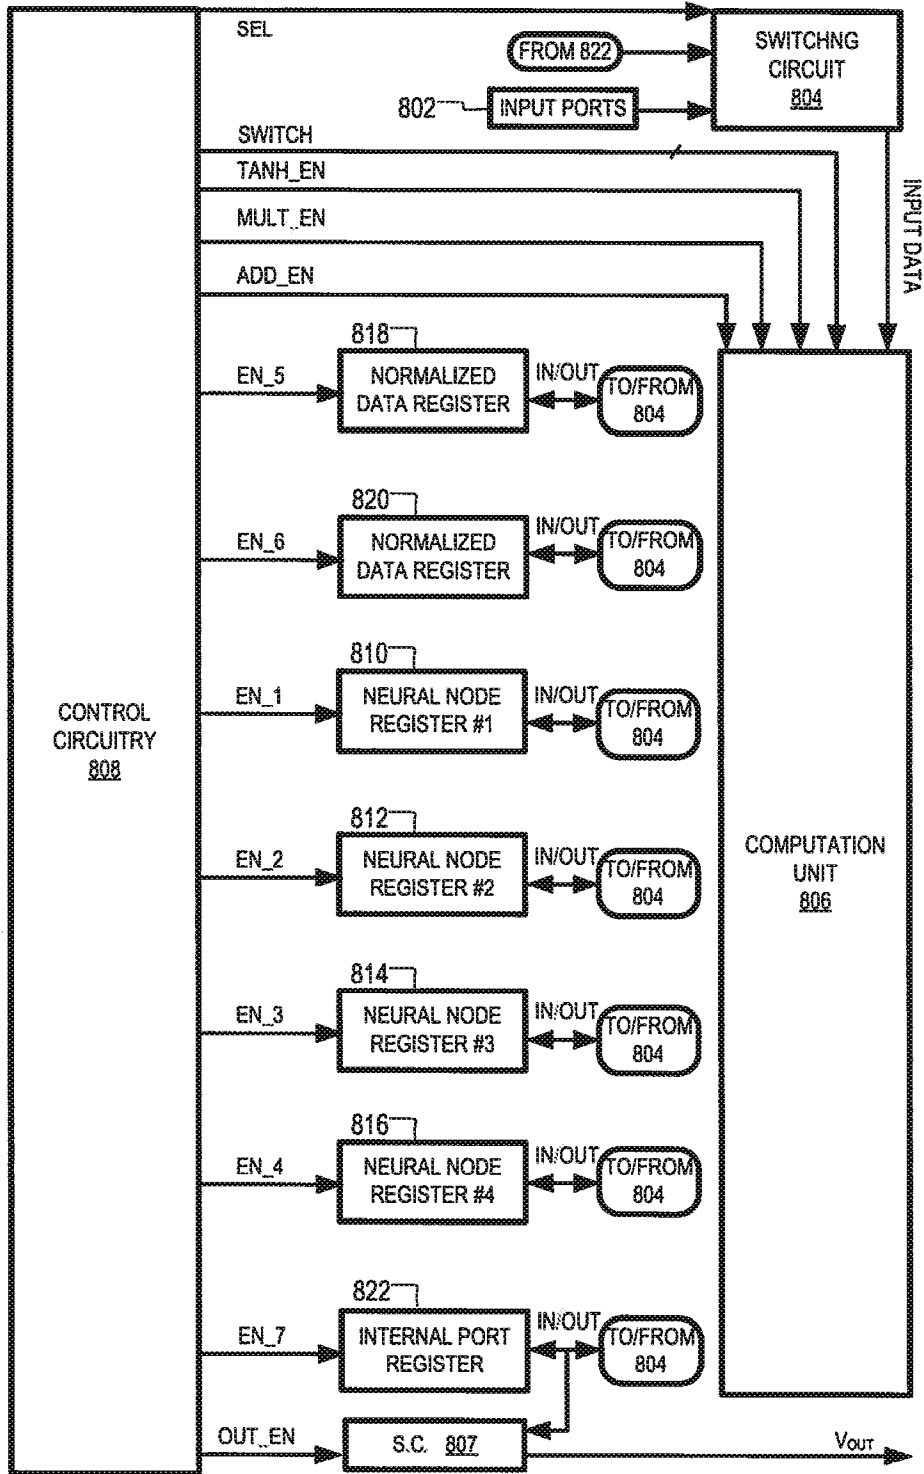 SEL
FROM 822
SWITCHNG
CIRCUIT
804
802
INPUT PORTS
SWITCH
TANH_EN
MULT_EN
ADD_EN
INPUT DATA
818
EN_5
NORMALIZED
DATA REGISTER
IN/OUT
TO/FROM
804
820
EN_6
NORMALIZED
DATA REGISTER
IN/OUT
TO/FROM
804
810
EN_1
NEURAL NODE
REGISTER #1
IN/OUT
TO/FROM
804
CONTROL
CIRCUITRY
808
812
EN_2
NEURAL NODE
REGISTER #2
IN/OUT
TO/FROM
804
COMPUTATION
UNIT
806
814
EN_3
NEURAL NODE
REGISTER #3
IN/OUT
TO/FROM
804
816
EN_4
NEURAL NODE
REGISTER #4
IN/OUT
TO/FROM
804
822
EN_7
INTERNAL PORT
REGISTER
IN/OUT
TO/FROM
804
OUT_EN
S.C. 807
VOUT